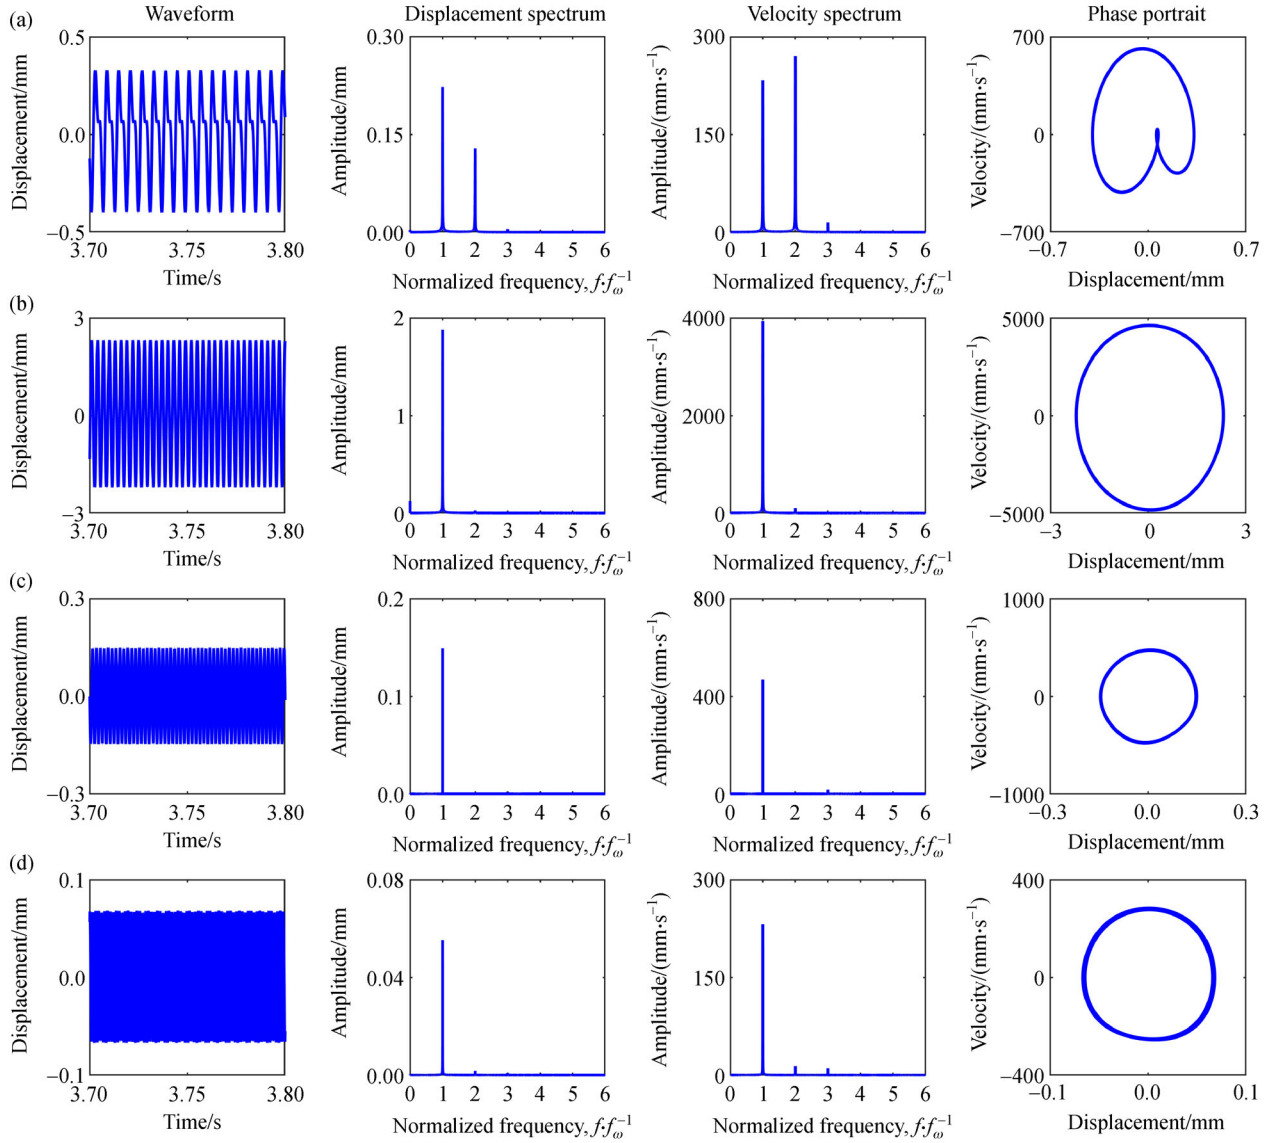 (a)
Waveform
Displacement spectrum
Velocity spectrum
Phase portrait
Displacement/mm
0.5
0.0
−0.5
3.70 3.75 3.80
Time/s
Amplitude/mm
0.30
0.15
0.00
0 1 2 3 4 5 6
Normalized frequency, f·f_ω^−1
Amplitude/(mm·s^−1)
300
150
0
0 1 2 3 4 5 6
Normalized frequency, f·f_ω^−1
Velocity/(mm·s^−1)
700
0
−700
−0.7 0.0 0.7
Displacement/mm
(b)
Displacement/mm
3
0
−3
3.70 3.75 3.80
Time/s
Amplitude/mm
2
1
0
0 1 2 3 4 5 6
Normalized frequency, f·f_ω^−1
Amplitude/(mm·s^−1)
4000
2000
0
0 1 2 3 4 5 6
Normalized frequency, f·f_ω^−1
Velocity/(mm·s^−1)
5000
0
−5000
−3 0 3
Displacement/mm
(c)
Displacement/mm
0.3
0.0
−0.3
3.70 3.75 3.80
Time/s
Amplitude/mm
0.2
0.1
0.0
0 1 2 3 4 5 6
Normalized frequency, f·f_ω^−1
Amplitude/(mm·s^−1)
800
400
0
0 1 2 3 4 5 6
Normalized frequency, f·f_ω^−1
Velocity/(mm·s^−1)
1000
0
−1000
−0.3 0.0 0.3
Displacement/mm
(d)
Displacement/mm
0.1
0.0
−0.1
3.70 3.75 3.80
Time/s
Amplitude/mm
0.08
0.04
0.00
0 1 2 3 4 5 6
Normalized frequency, f·f_ω^−1
Amplitude/(mm·s^−1)
300
150
0
0 1 2 3 4 5 6
Normalized frequency, f·f_ω^−1
Velocity/(mm·s^−1)
400
0
−400
−0.1 0.0 0.1
Displacement/mm